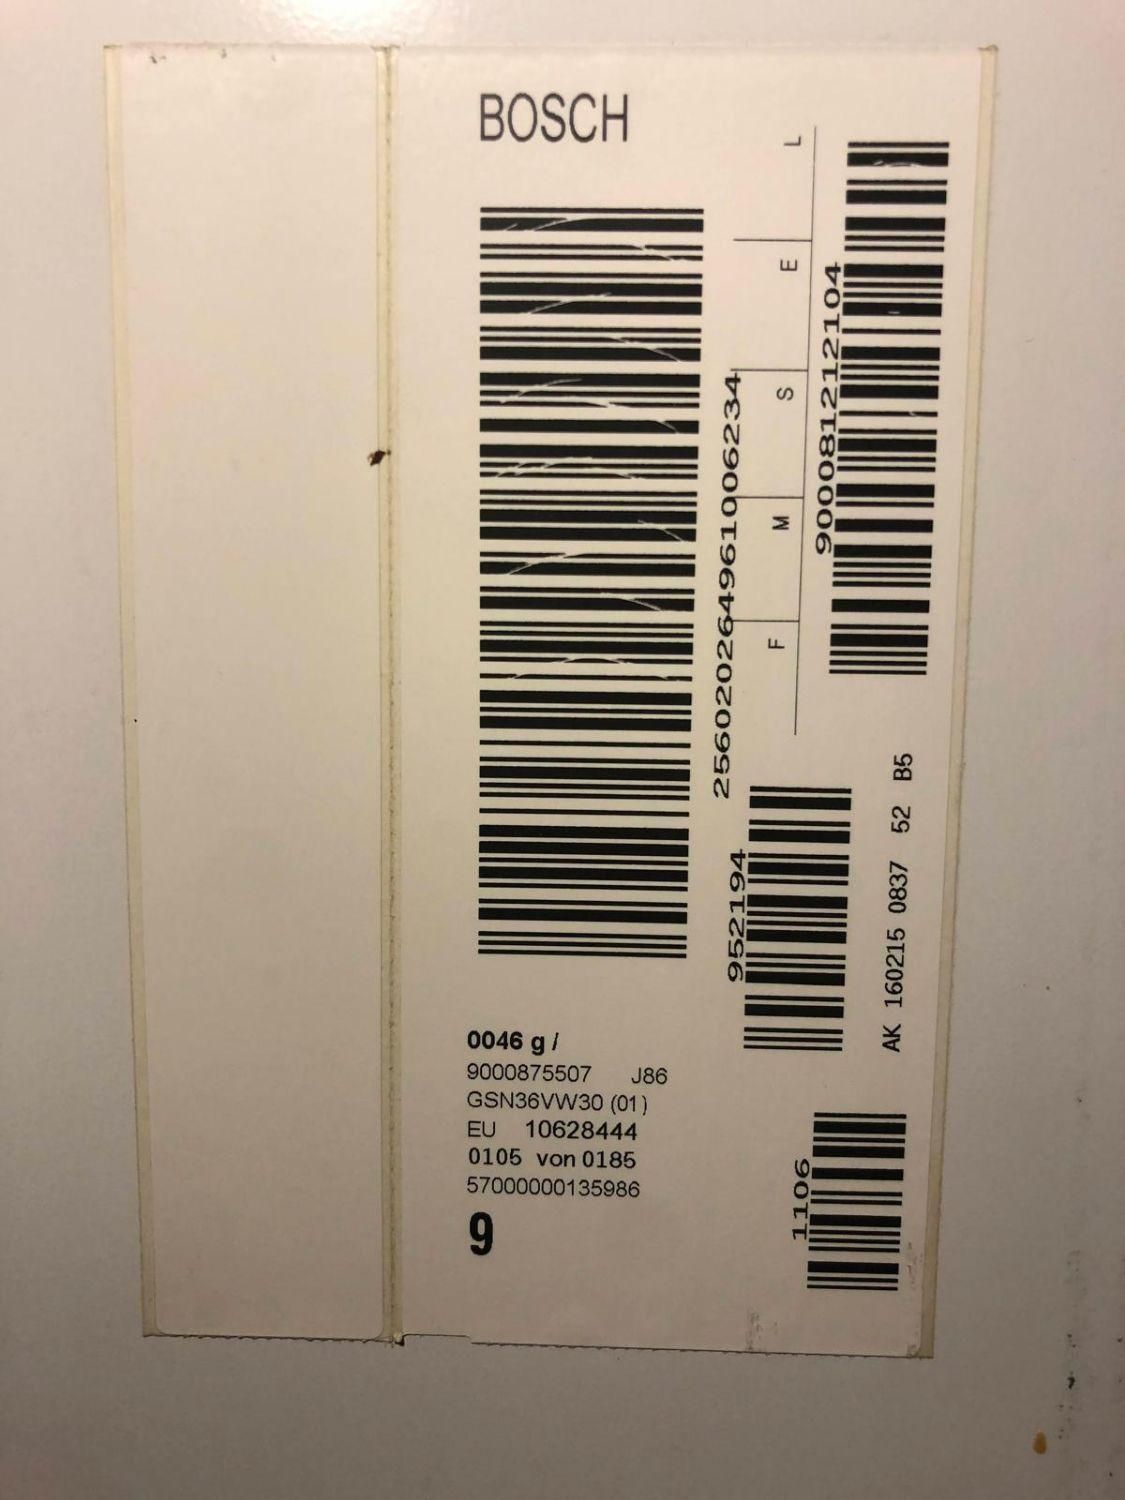 BOSCH
256020264961006234
L
E
S
M
F
9000812121O4
952194
AK 160215 0837 52 B5
1106
0046 g /
9000875507 J86
GSN36VW30 (01)
EU 10628444
0105 von 0185
57000000135986
9